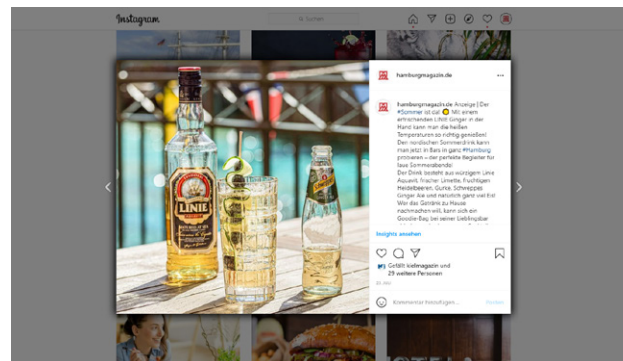 Instagram
Suchen
hamburgmagazin.de
hamburgmagazin.de Anzeige | Der
#Sommer ist da! Mit einem
erfrischenden LINIE Ginger in der
Hand kann man die heißen
Temperaturen so richtig genießen!
Den nordischen Sommerdrink kann
man jetzt in Bars in ganz #Hamburg
probieren – der perfekte Begleiter für
laue Sommerabende!
Der Drink besteht aus würzigem Linie
Aquavit, frischer Limette, fruchtigen
Heidelbeeren, Gurke, Schweppes
Ginger Ale und natürlich ganz viel Eis!
Wer das Getränk zu Hause
nachmachen will, kann sich ein
Goodie-Bag bei seiner Lieblingsbar
Insights ansehen
Gefällt kielmagazin und
29 weitere Personen
Kommentar hinzufügen...
LINIE